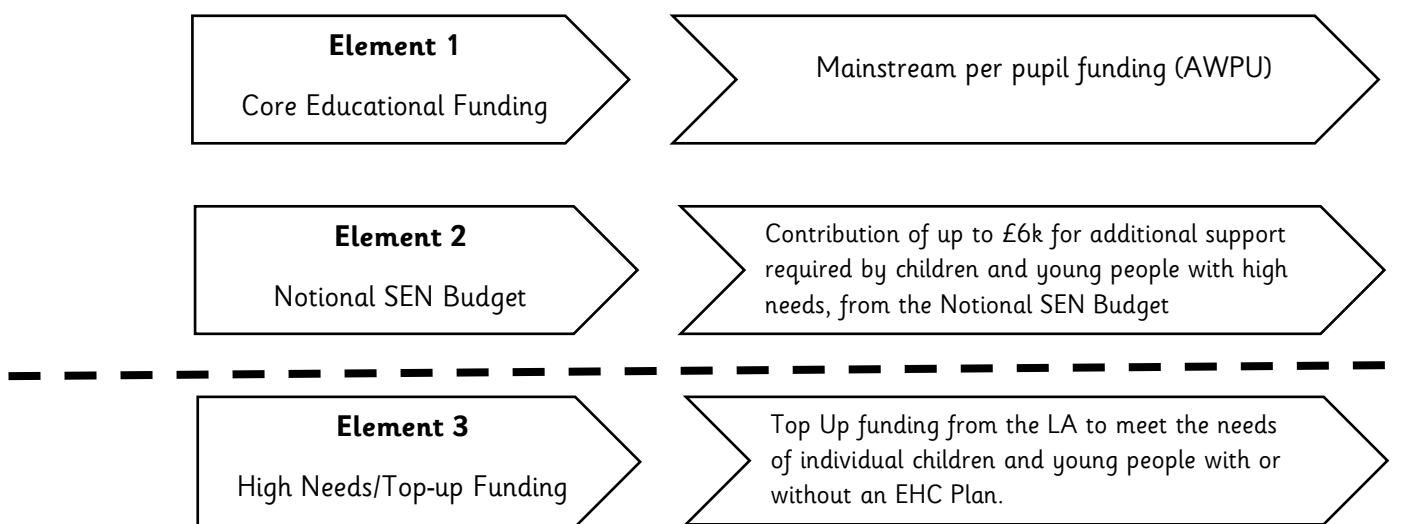 Element 1
Core Educational Funding
Mainstream per pupil funding (AWPU)
Element 2
Notional SEN Budget
Contribution of up to £6k for additional support
required by children and young people with high
needs, from the Notional SEN Budget
Element 3
High Needs/Top-up Funding
Top Up funding from the LA to meet the needs
of individual children and young people with or
without an EHC Plan.